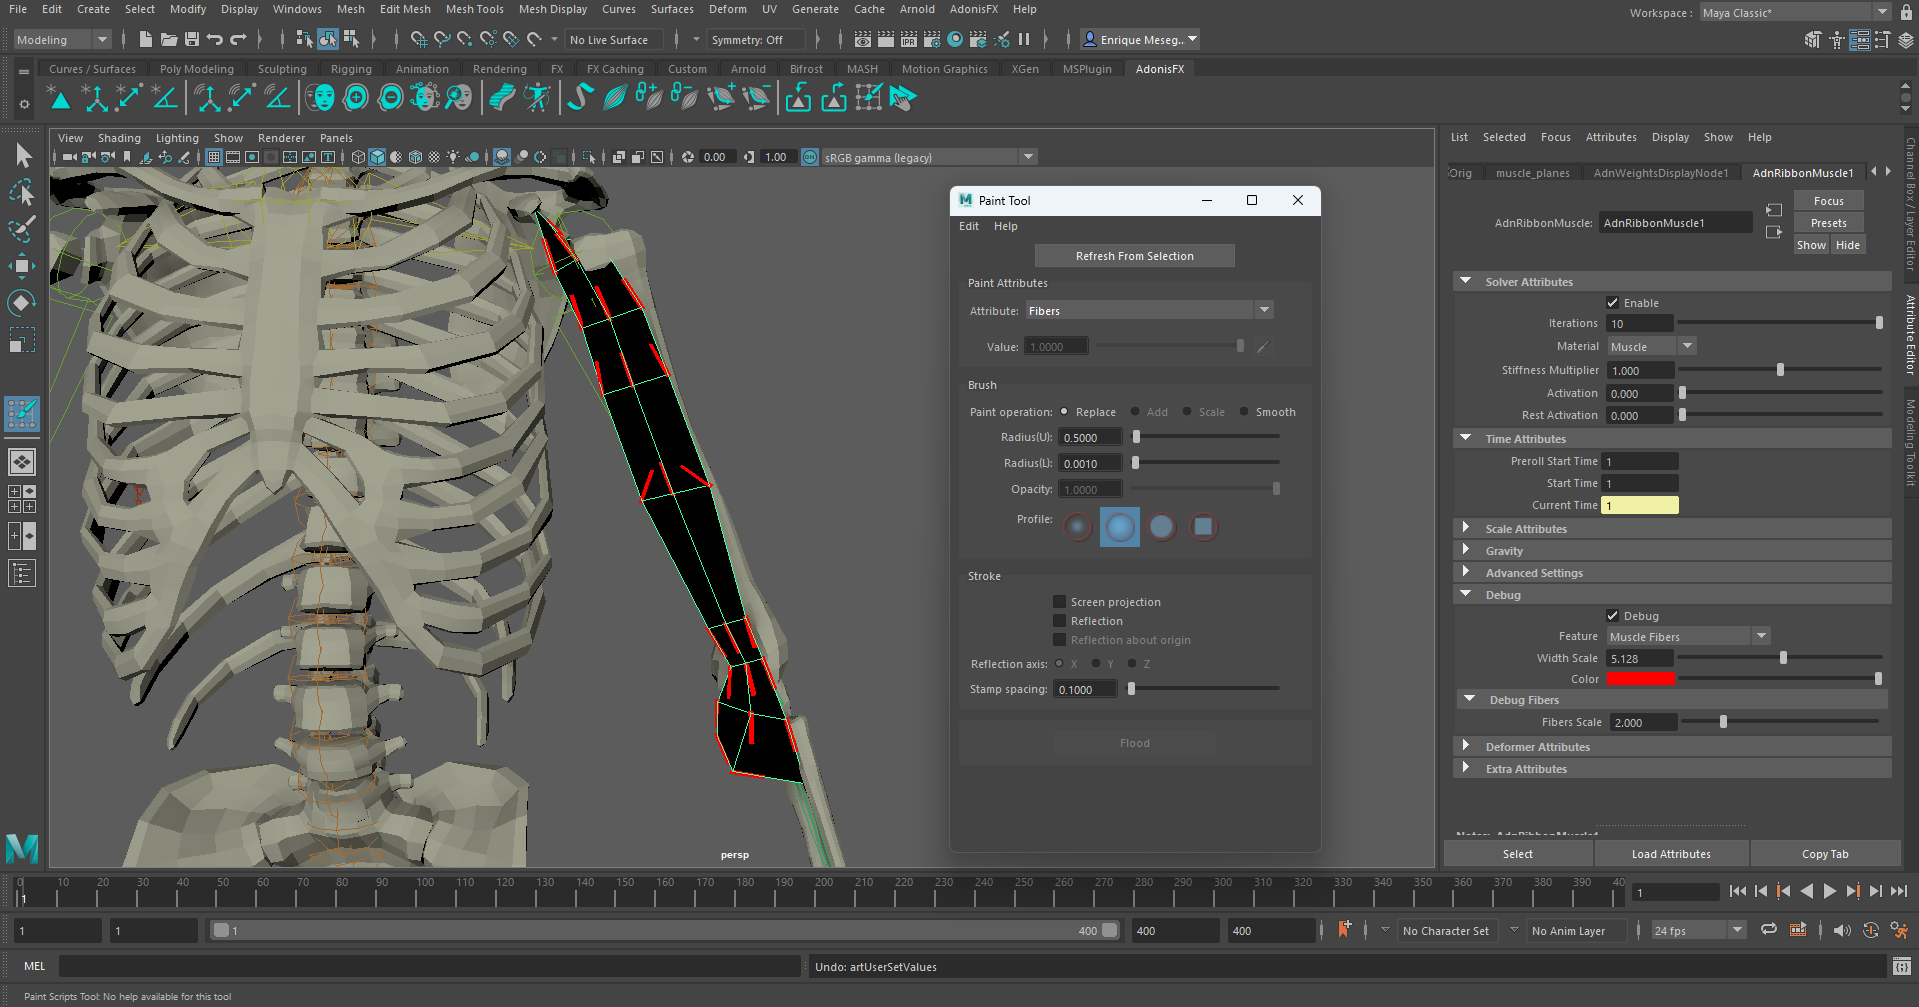 File Edit Create Select Modify Display Windows Mesh Edit Mesh Mesh Tools Mesh Display Curves Surfaces Deform UV Generate Cache Arnold AdonisFX Help
Workspace : Maya Classic*
Modeling No Live Surface Symmetry: Off IPR Enrique Meseg...
Curves / Surfaces Poly Modeling Sculpting Rigging Animation Rendering FX FX Caching Custom Arnold Bifrost MASH Motion Graphics XGen MSPlugin AdonisFX
View Shading Lighting Show Renderer Panels
0.00 1.00 ON sRGB gamma (legacy)
persp
Paint Tool
Edit Help
Refresh From Selection
Paint Attributes
Attribute: Fibers
Value: 1.0000
Brush
Paint operation: Replace Add Scale Smooth
Radius(U): 0.5000
Radius(L): 0.0010
Opacity: 1.0000
Profile:
Stroke
Screen projection
Reflection
Reflection about origin
Reflection axis: X Y Z
Stamp spacing: 0.1000
Flood
List Selected Focus Attributes Display Show Help
Orig muscle_planes AdnWeightsDisplayNode1 AdnRibbonMuscle1
Focus
AdnRibbonMuscle: AdnRibbonMuscle1
Presets
Show Hide
Solver Attributes
Enable
Iterations 10
Material Muscle
Stiffness Multiplier 1.000
Activation 0.000
Rest Activation 0.000
Time Attributes
Preroll Start Time 1
Start Time 1
Current Time 1
Scale Attributes
Gravity
Advanced Settings
Debug
Debug
Feature Muscle Fibers
Width Scale 5.128
Color
Debug Fibers
Fibers Scale 2.000
Deformer Attributes
Extra Attributes
Select Load Attributes Copy Tab
Channel Box / Layer Editor
Attribute Editor
Modeling Toolkit
0 10 20 30 40 50 60 70 80 90 100 110 120 130 140 150 160 170 180 190 200 210 220 230 240 250 260 270 280 290 300 310 320 330 340 350 360 370 380 390 40
1
1
1 1 1 400 400 400 No Character Set No Anim Layer 24 fps
MEL Undo: artUserSetValues
Paint Scripts Tool: No help available for this tool